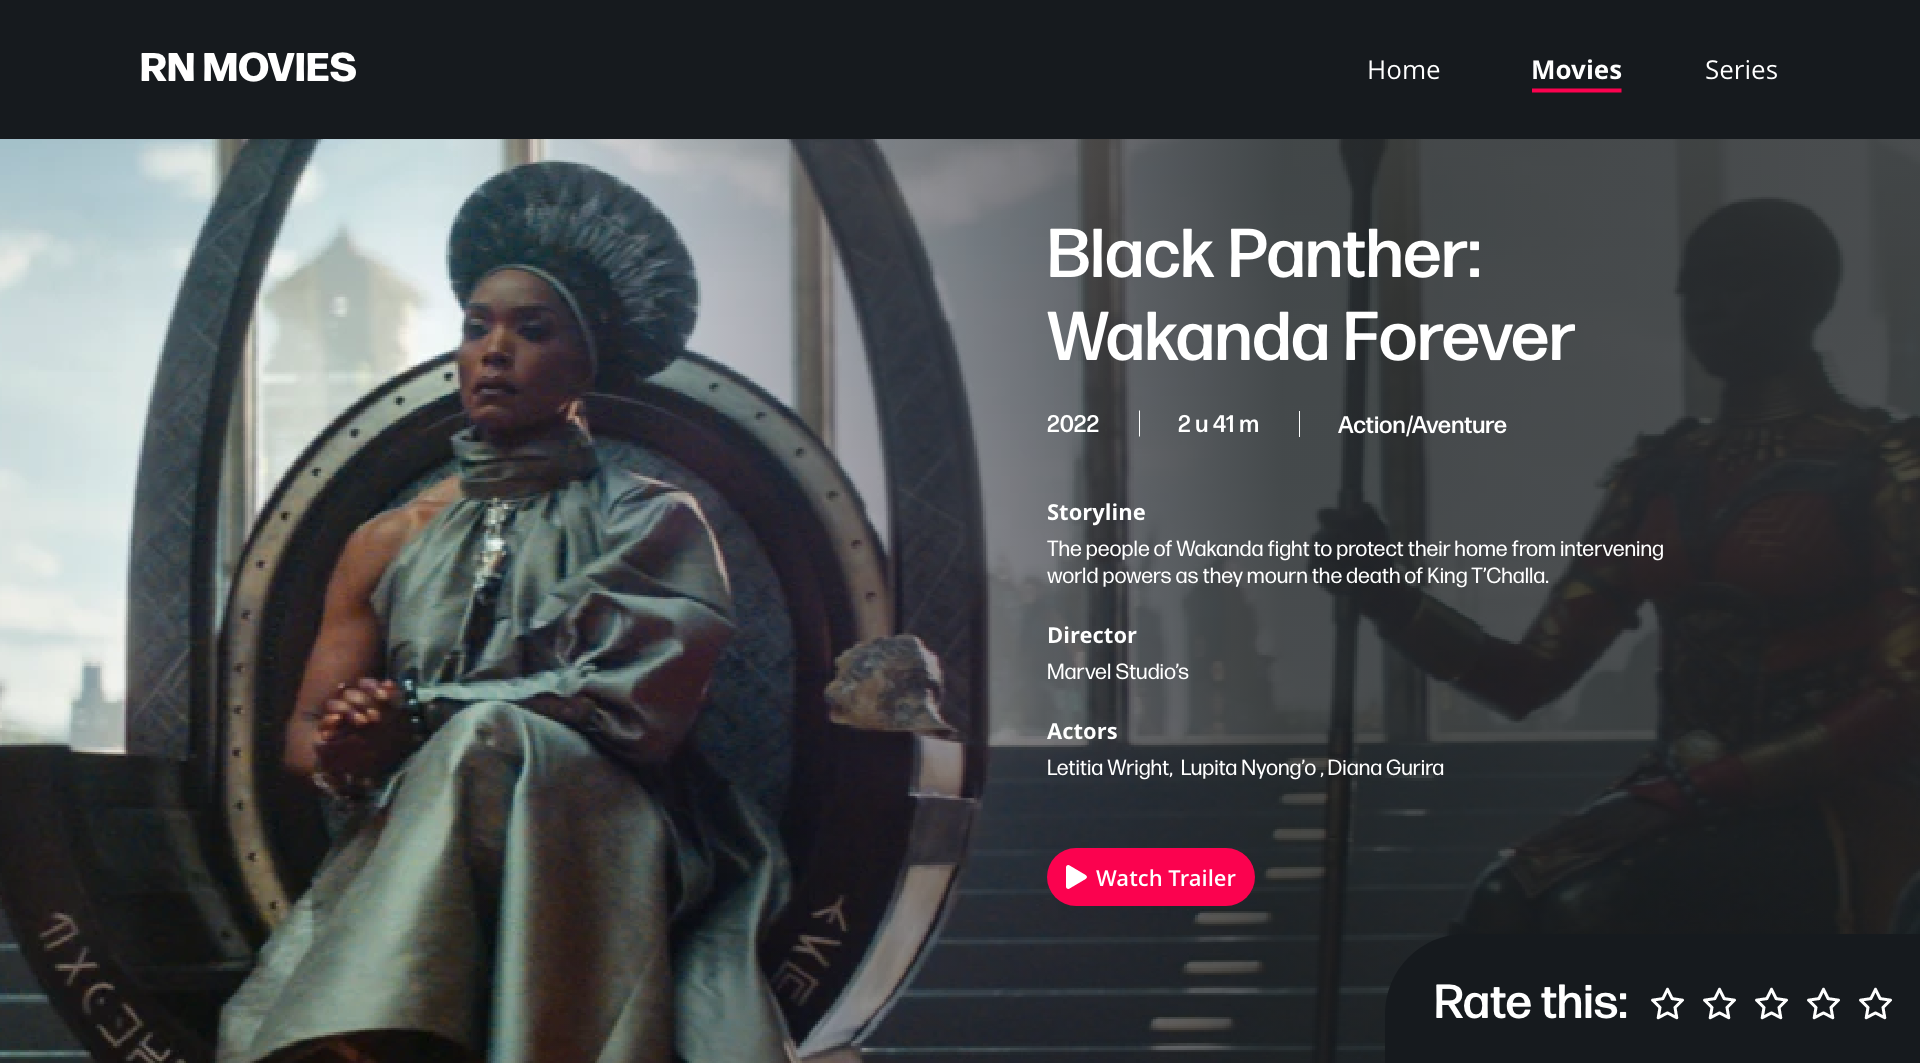 RN MOVIES
Home Movies Series
Black Panther:
Wakanda Forever
2022 2 u 41 m Action/Aventure
Storyline
The people of Wakanda fight to protect their home from intervening
world powers as they mourn the death of King T’Challa.
Director
Marvel Studio’s
Actors
Letitia Wright,  Lupita Nyong’o , Diana Gurira
Watch Trailer
Rate this: